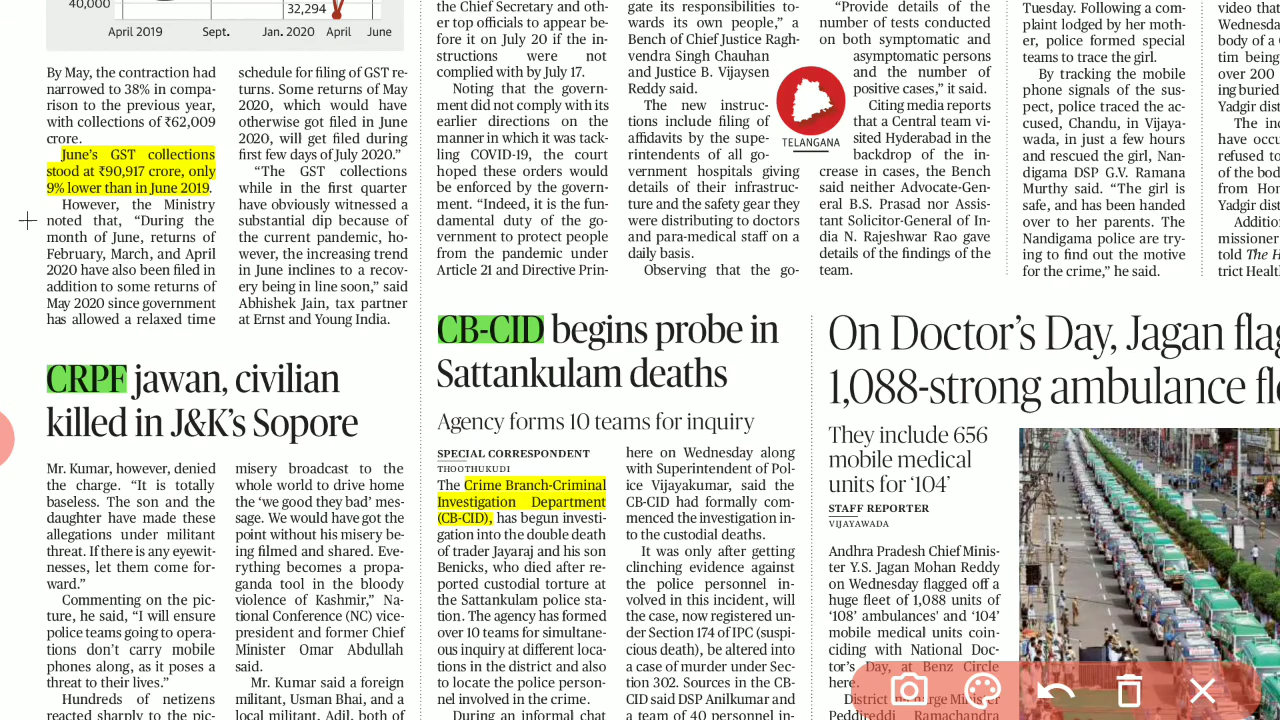 32,294
April 2019 Sept. Jan. 2020 April June
By May, the contraction had
narrowed to 38% in compa-
rison to the previous year,
with collections of ₹62,009
crore.
June's GST collections
stood at ₹90,917 crore, only
9% lower than in June 2019.
However, the Ministry
noted that, “During the
month of June, returns of
February, March, and April
2020 have also been filed in
addition to some returns of
May 2020 since government
has allowed a relaxed time
schedule for filing of GST re-
turns. Some returns of May
2020, which would have
otherwise got filed in June
2020, will get filed during
first few days of July 2020.”
“The GST collections
while in the first quarter
have obviously witnessed a
substantial dip because of
the current pandemic, ho-
wever, the increasing trend
in June inclines to a recov-
ery being in line soon,” said
Abhishek Jain, tax partner
at Ernst and Young India.
CRPF jawan, civilian
killed in J&K’s Sopore
Mr. Kumar, however, denied
the charge. “It is totally
baseless. The son and the
daughter have made these
allegations under militant
threat. If there is any eyewit-
nesses, let them come for-
ward.”
Commenting on the pic-
ture, he said, “I will ensure
police teams going to opera-
tions don’t carry mobile
phones along, as it poses a
threat to their lives.”
Hundreds of netizens
reacted sharply to the pic-
misery broadcast to the
whole world to drive home
the ‘we good they bad’ mes-
sage. We would have got the
point without his misery be-
ing filmed and shared. Eve-
rything becomes a propa-
ganda tool in the bloody
violence of Kashmir,” Na-
tional Conference (NC) vice-
president and former Chief
Minister Omar Abdullah
said.
Mr. Kumar said a foreign
militant, Usman Bhai, and a
local militant, Adil, both of
the Chief Secretary and oth-
er top officials to appear be-
fore it on July 20 if the in-
structions were not
complied with by July 17.
Noting that the govern-
ment did not comply with its
earlier directions on the
manner in which it was tack-
ling COVID-19, the court
hoped these orders would
be enforced by the govern-
ment. “Indeed, it is the fun-
damental duty of the go-
vernment to protect people
from the pandemic under
Article 21 and Directive Prin-
gate its responsibilities to-
wards its own people,” a
Bench of Chief Justice Ragh-
vendra Singh Chauhan
and Justice B. Vijaysen
Reddy said.
The new instruc-
tions include filing of
affidavits by the supe-
rintendents of all go-
vernment hospitals giving
details of their infrastruc-
ture and the safety gear they
were distributing to doctors
and para-medical staff on a
daily basis.
Observing that the go-
TELANGANA
“Provide details of the
number of tests conducted
on both symptomatic and
asymptomatic persons
and the number of
positive cases,” it said.
Citing media reports
that a Central team vi-
sited Hyderabad in the
backdrop of the in-
crease in cases, the Bench
said neither Advocate-Gen-
eral B.S. Prasad nor Assis-
tant Solicitor-General of In-
dia N. Rajeshwar Rao gave
details of the findings of the
team.
Tuesday. Following a com-
plaint lodged by her moth-
er, police formed special
teams to trace the girl.
By tracking the mobile
phone signals of the sus-
pect, police traced the ac-
cused, Chandu, in Vijaya-
wada, in just a few hours
and rescued the girl, Nan-
digama DSP G.V. Ramana
Murthy said. “The girl is
safe, and has been handed
over to her parents. The
Nandigama police are try-
ing to find out the motive
for the crime,” he said.
video that
Wednesd
body of a
tim being
over 200
ing burie
Yadgir dis
The in
have occu
refused to
of the bod
from Hon
Yadgir dist
Additio
missioner
told The H
trict Healt
CB-CID begins probe in
Sattankulam deaths
Agency forms 10 teams for inquiry
SPECIAL CORRESPONDENT
THOOTHUKUDI
The Crime Branch-Criminal
Investigation Department
(CB-CID), has begun investi-
gation into the double death
of trader Jayaraj and his son
Benicks, who died after re-
ported custodial torture at
the Sattankulam police sta-
tion. The agency has formed
over 10 teams for simultane-
ous inquiry at different loca-
tions in the district and also
to locate the police person-
nel involved in the crime.
During an informal chat
here on Wednesday along
with Superintendent of Pol-
ice Vijayakumar, said the
CB-CID had formally com-
menced the investigation in-
to the custodial deaths.
It was only after getting
clinching evidence against
the police personnel in-
volved in this incident, will
the case, now registered un-
der Section 174 of IPC (suspi-
cious death), be altered into
a case of murder under Sec-
tion 302. Sources in the CB-
CID said DSP Anilkumar and
a team of 40 personnel in-
On Doctor’s Day, Jagan flag
1,088-strong ambulance fl
They include 656
mobile medical
units for ‘104’
STAFF REPORTER
VIJAYAWADA
Andhra Pradesh Chief Minis-
ter Y.S. Jagan Mohan Reddy
on Wednesday flagged off a
huge fleet of 1,088 units of
‘108’ ambulances’ and ‘104’
mobile medical units coin-
ciding with National Doc-
tor’s Day, at Benz Circle
here.
District
Peddireddi Ramachandra